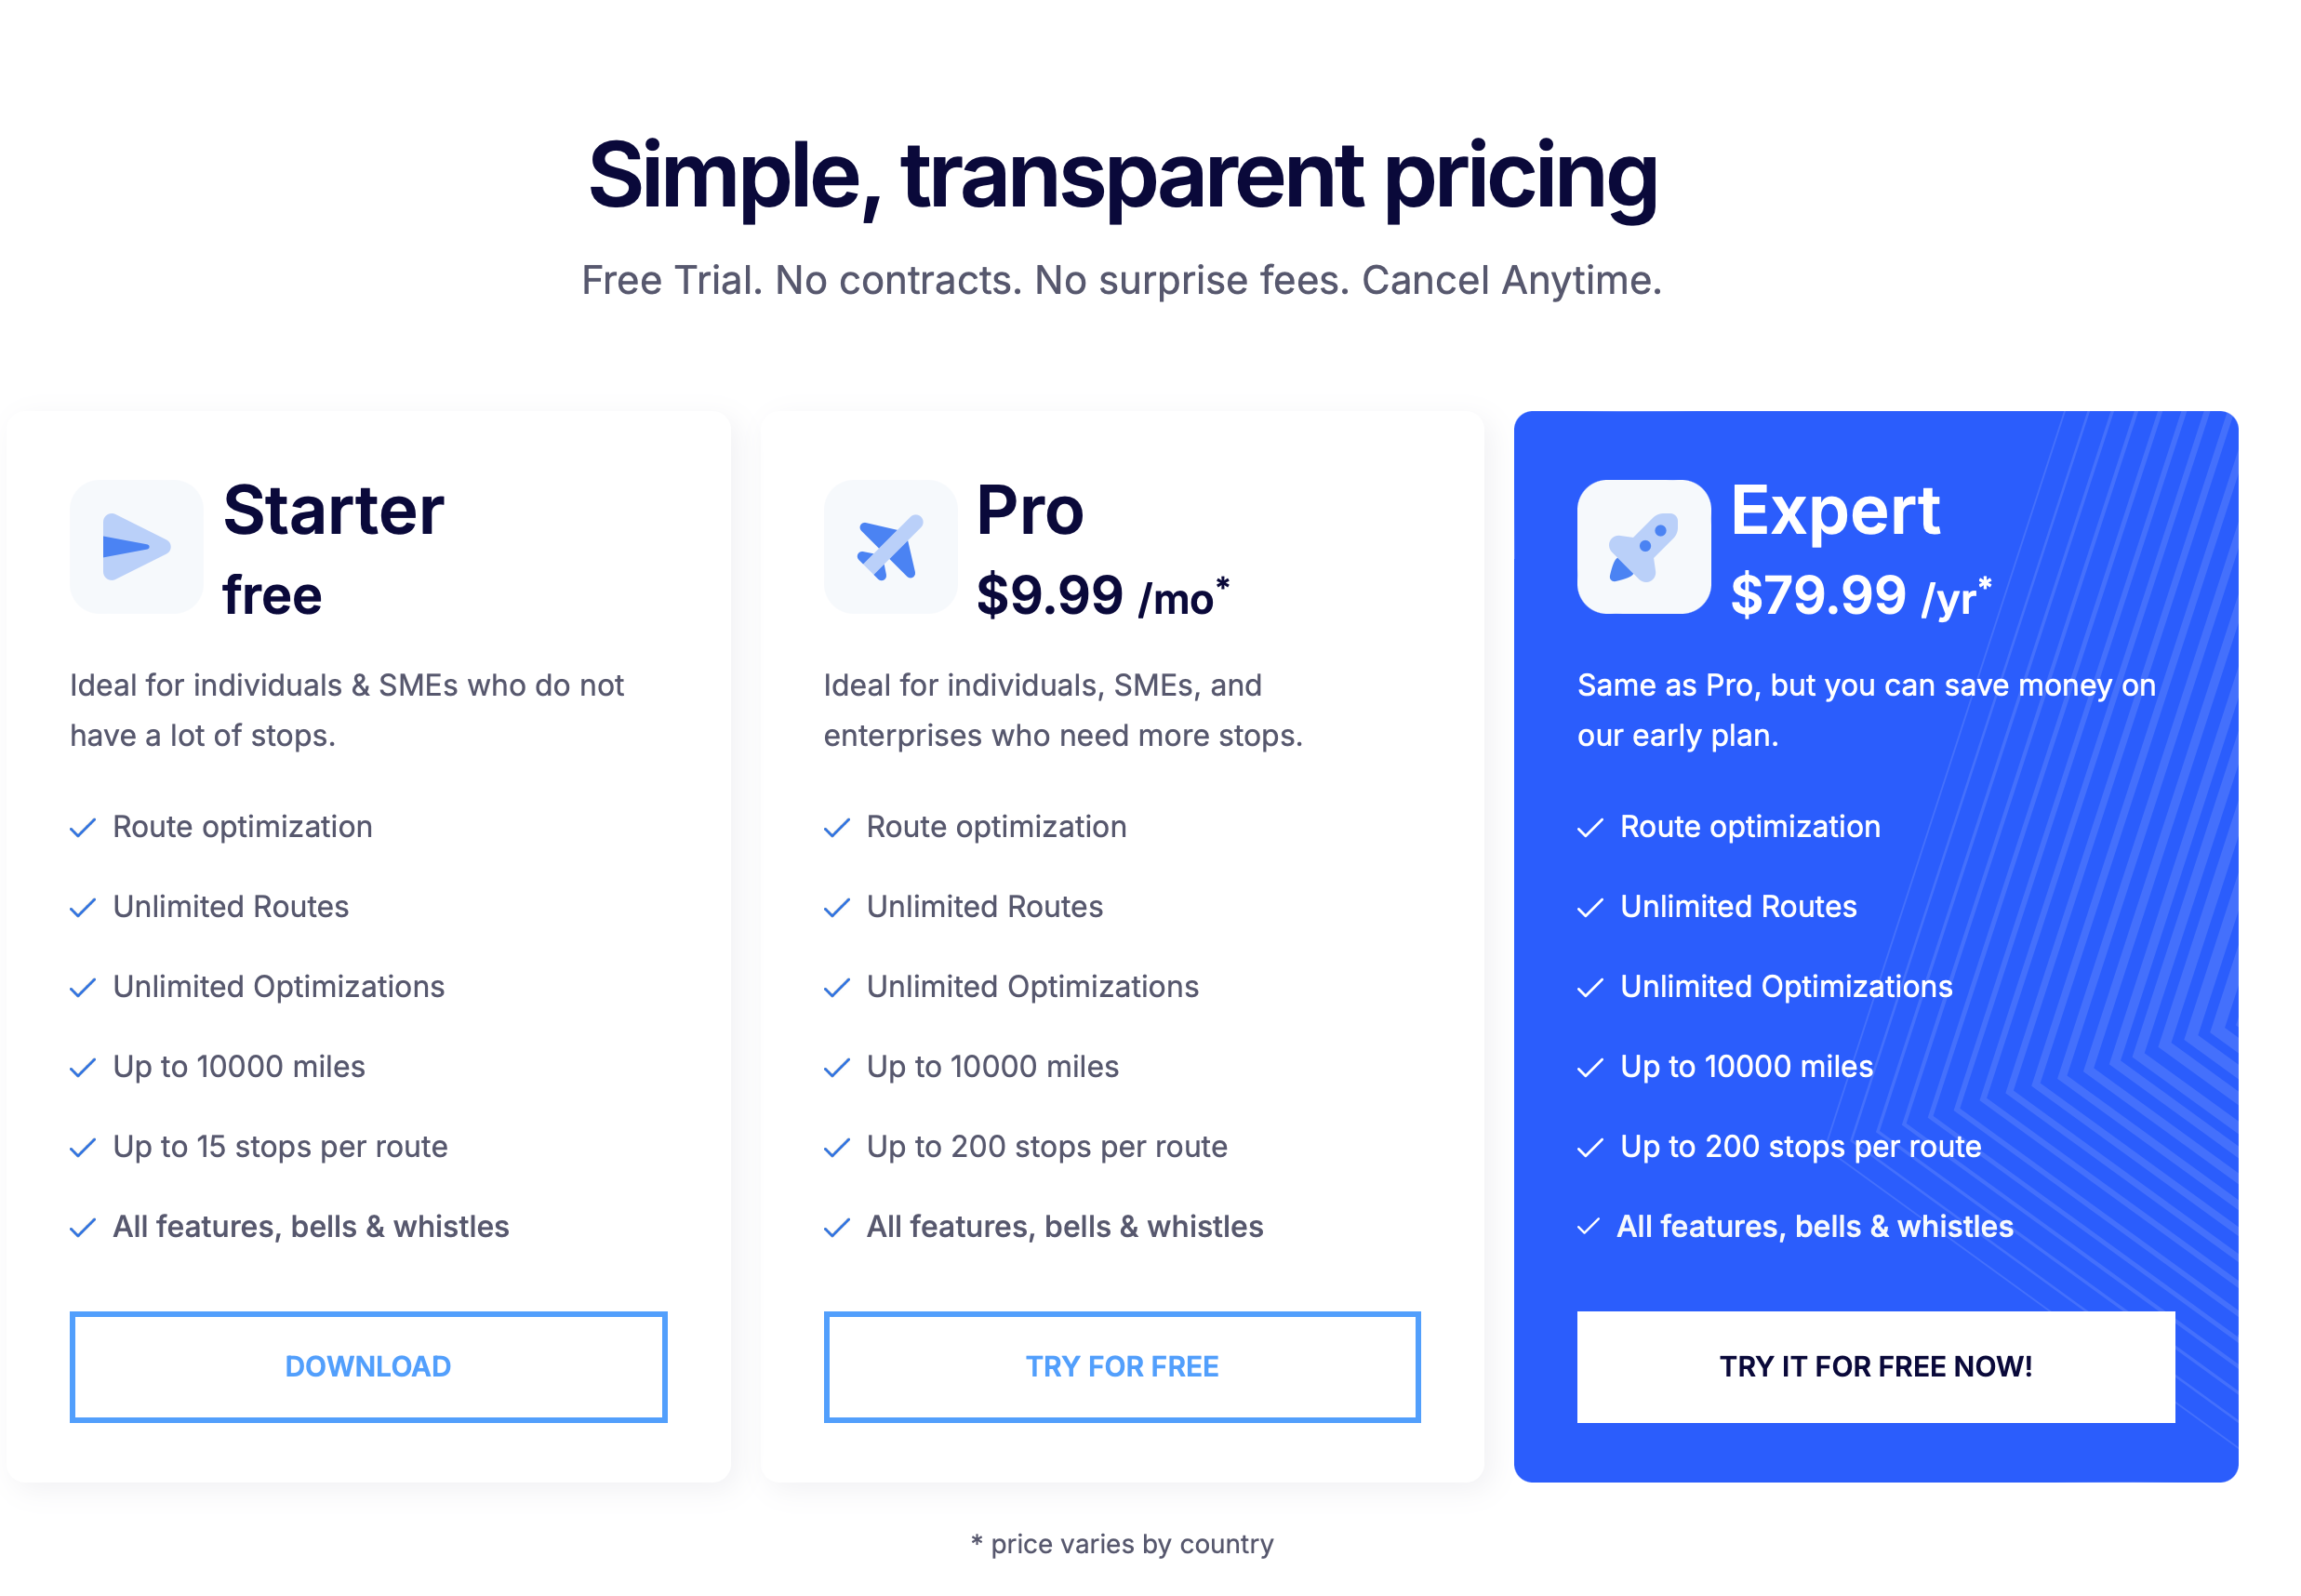 Simple, transparent pricing
Free Trial. No contracts. No surprise fees. Cancel Anytime.
Starter
free
Ideal for individuals & SMEs who do not
have a lot of stops.
Route optimization
Unlimited Routes
Unlimited Optimizations
Up to 10000 miles
Up to 15 stops per route
All features, bells & whistles
DOWNLOAD
Pro
$9.99 /mo*
Ideal for individuals, SMEs, and
enterprises who need more stops.
Route optimization
Unlimited Routes
Unlimited Optimizations
Up to 10000 miles
Up to 200 stops per route
All features, bells & whistles
TRY FOR FREE
Expert
$79.99 /yr*
Same as Pro, but you can save money on
our early plan.
Route optimization
Unlimited Routes
Unlimited Optimizations
Up to 10000 miles
Up to 200 stops per route
All features, bells & whistles
TRY IT FOR FREE NOW!
* price varies by country